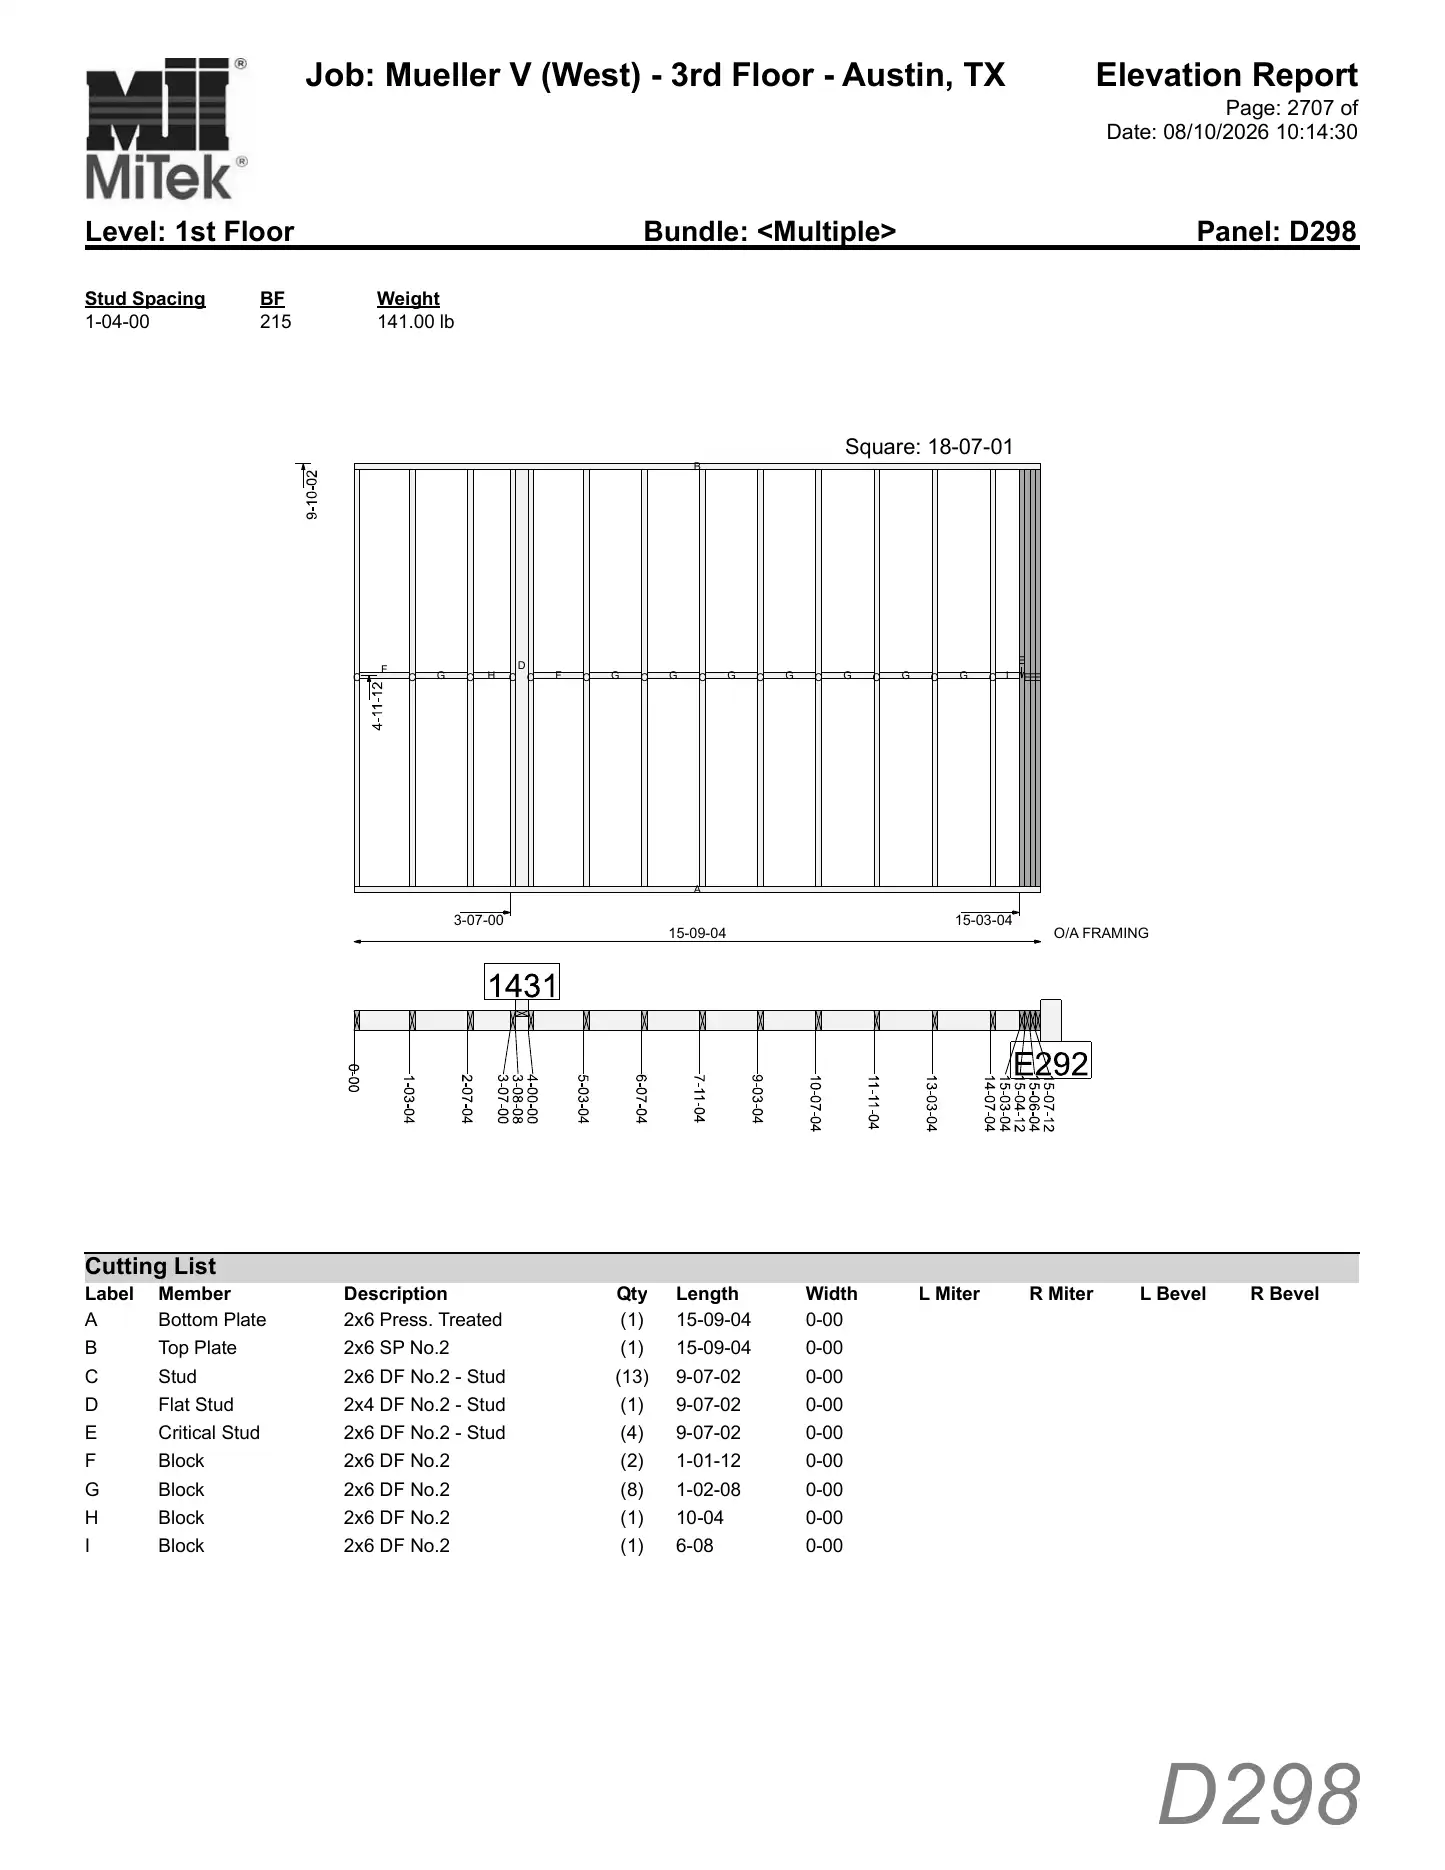 Job: Mueller V (West) - 3rd Floor - Austin, TX
Elevation Report
Page: 2707 of
Date: 08/10/2026 10:14:30
MiTek®
Level: 1st Floor Bundle: <Multiple> Panel: D298
Stud Spacing BF Weight
1-04-00 215 141.00 lb
Square: 18-07-01
B
9-10-02
F G H D F G G G G G G G I E
4-11-12
A
3-07-00 15-03-04
15-09-04 O/A FRAMING
1431
E292
0-00 1-03-04 2-07-04 3-07-00 3-08-08 4-00-00 5-03-04 6-07-04 7-11-04 9-03-04 10-07-04 11-11-04 13-03-04 14-07-04 15-03-04 15-04-12 15-06-04 15-07-12
Cutting List
Label Member Description Qty Length Width L Miter R Miter L Bevel R Bevel
A Bottom Plate 2x6 Press. Treated (1) 15-09-04 0-00
B Top Plate 2x6 SP No.2 (1) 15-09-04 0-00
C Stud 2x6 DF No.2 - Stud (13) 9-07-02 0-00
D Flat Stud 2x4 DF No.2 - Stud (1) 9-07-02 0-00
E Critical Stud 2x6 DF No.2 - Stud (4) 9-07-02 0-00
F Block 2x6 DF No.2 (2) 1-01-12 0-00
G Block 2x6 DF No.2 (8) 1-02-08 0-00
H Block 2x6 DF No.2 (1) 10-04 0-00
I Block 2x6 DF No.2 (1) 6-08 0-00
D298